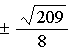 ± √209 / 8